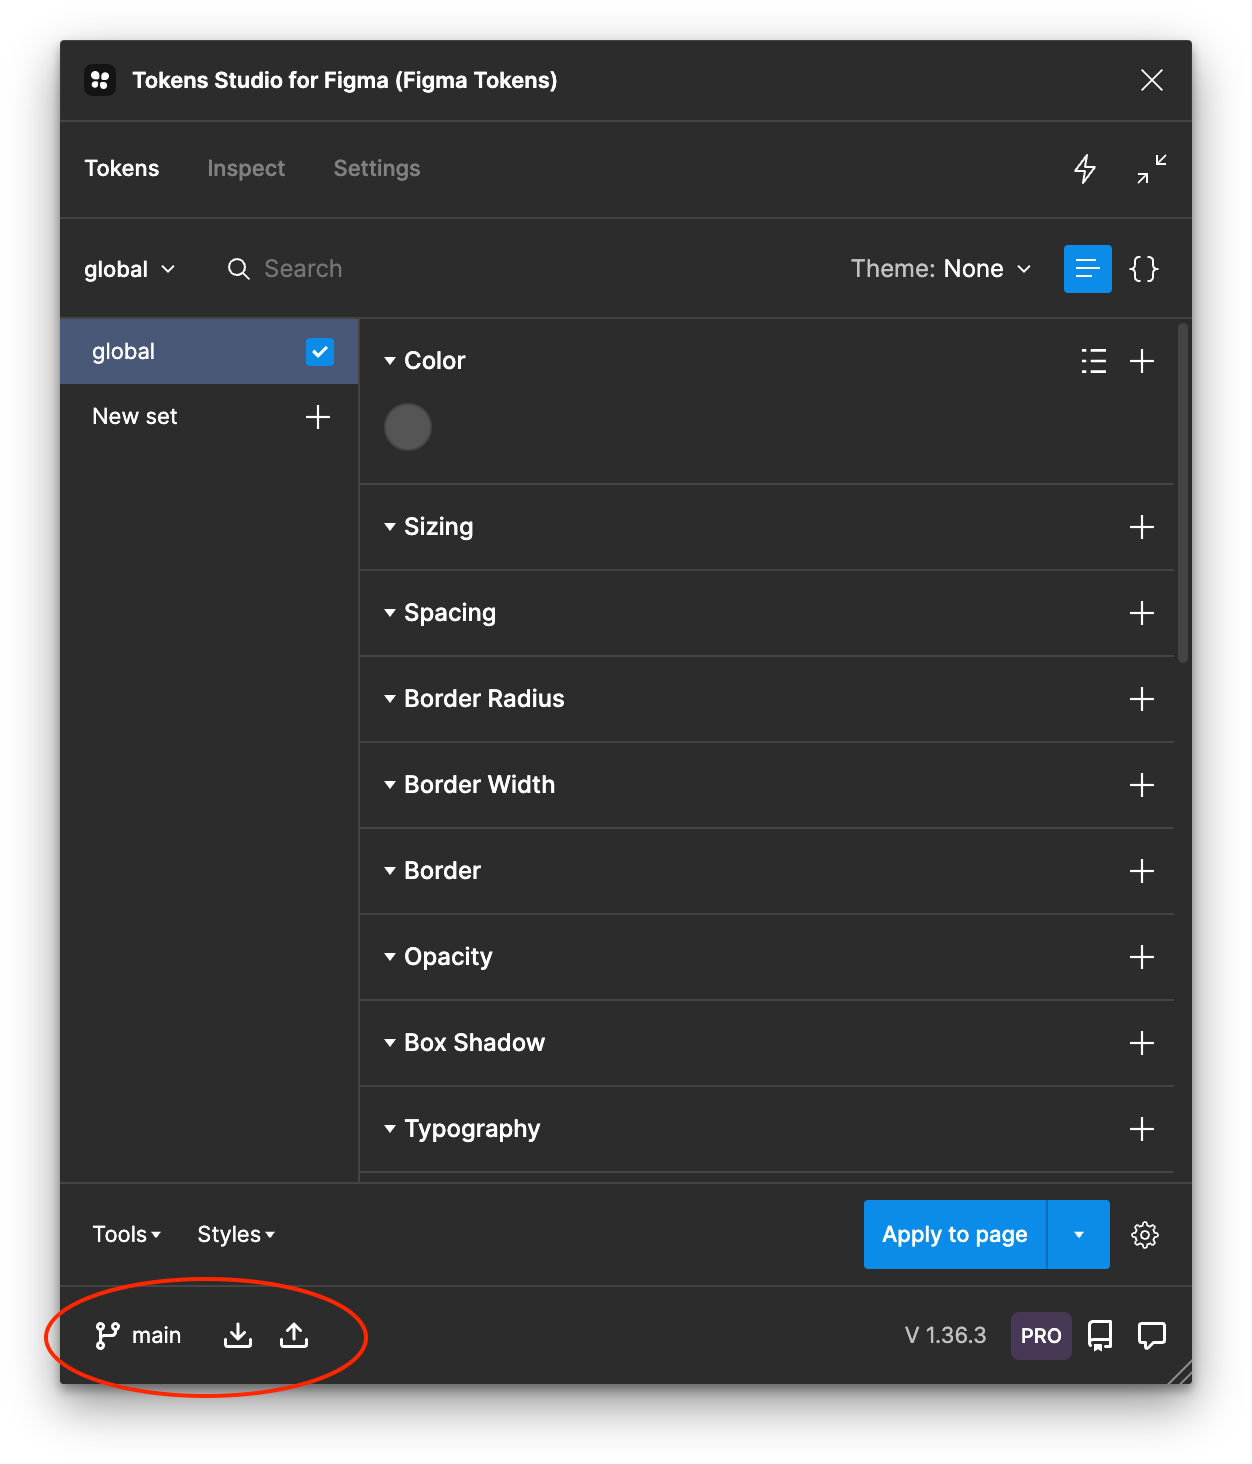 Tokens Studio for Figma (Figma Tokens)
Tokens Inspect Settings
global Search Theme: None {}
global
New set
Color
Sizing
Spacing
Border Radius
Border Width
Border
Opacity
Box Shadow
Typography
Tools Styles Apply to page
main V 1.36.3 PRO